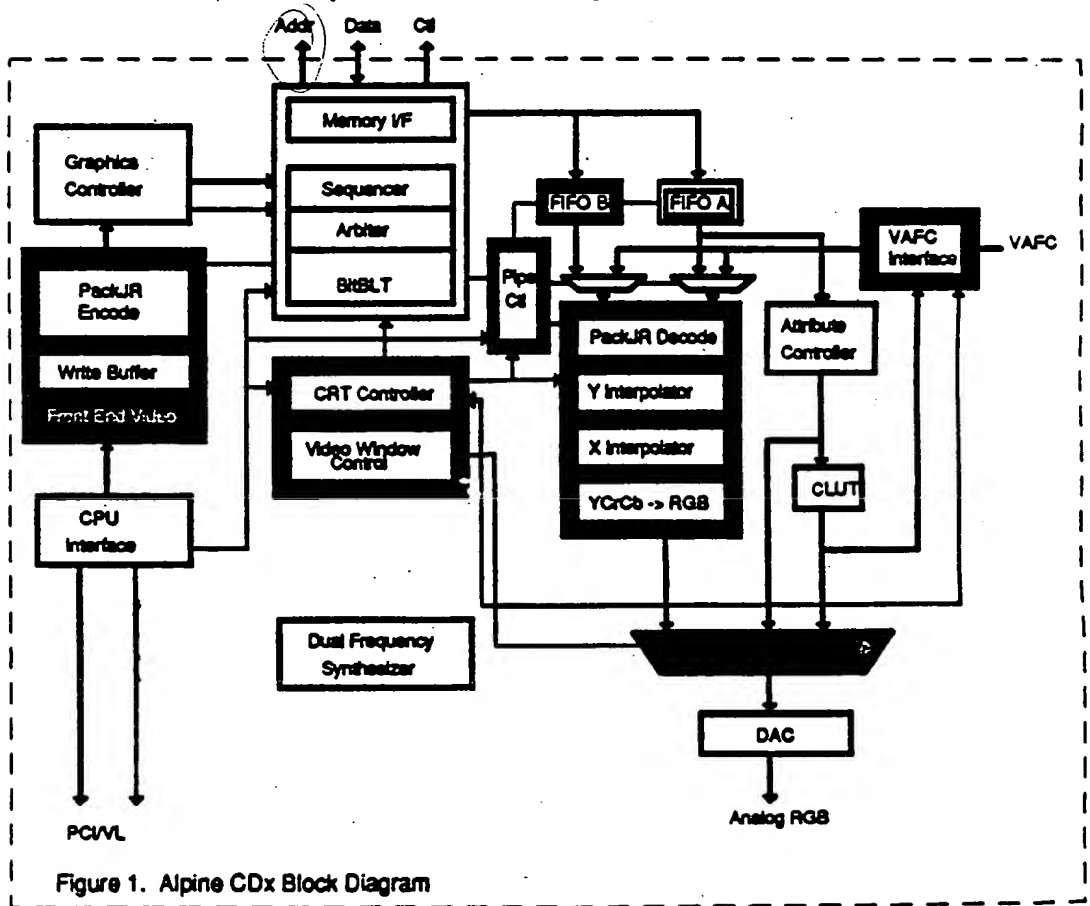 Addr Data Ctl
Memory I/F
Graphics
Controller
Sequencer
FIFO B
FIFO A
Arbiter
VAFC
Interface
VAFC
PackJR
Encode
BitBLT
Pipe
Ctl
PackJR Decode
Attribute
Controller
Write Buffer
CRT Controller
Y Interpolator
Front End Video
Video Window
Control
X Interpolator
CLUT
YCrCb -> RGB
CPU
Interface
Dual Frequency
Synthesizer
DAC
PCI/VL
Analog RGB
Figure 1. Alpine CDx Block Diagram